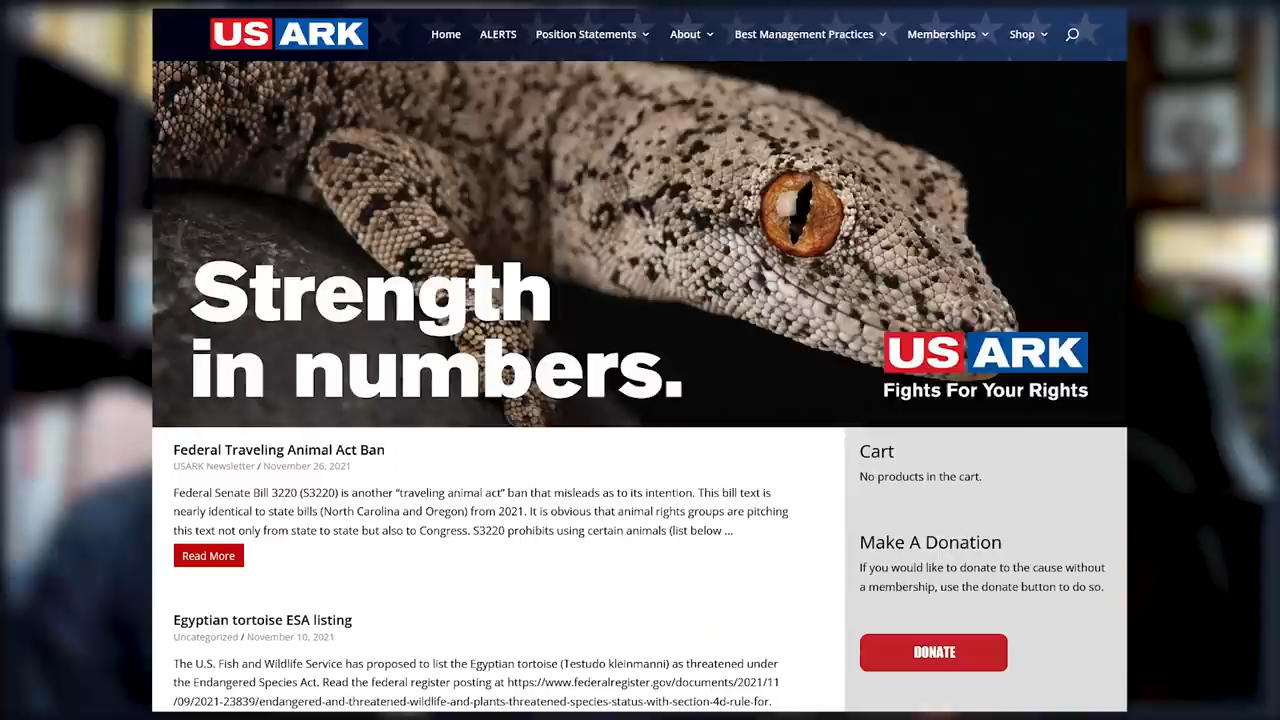 US ARK
Home ALERTS Position Statements About Best Management Practices Memberships Shop
Strength
in numbers.
US ARK
Fights For Your Rights
Federal Traveling Animal Act Ban
USARK Newsletter / November 26, 2021
Federal Senate Bill 3220 (S3220) is another “traveling animal act” ban that misleads as to its intention. This bill text is
nearly identical to state bills (North Carolina and Oregon) from 2021. It is obvious that animal rights groups are pitching
this text not only from state to state but also to Congress. S3220 prohibits using certain animals (list below ...
Read More
Egyptian tortoise ESA listing
Uncategorized / November 10, 2021
The U.S. Fish and Wildlife Service has proposed to list the Egyptian tortoise (Testudo kleinmanni) as threatened under
the Endangered Species Act. Read the federal register posting at https://www.federalregister.gov/documents/2021/11
/09/2021-23839/endangered-and-threatened-wildlife-and-plants-threatened-species-status-with-section-4d-rule-for.
Cart
No products in the cart.
Make A Donation
If you would like to donate to the cause without
a membership, use the donate button to do so.
DONATE